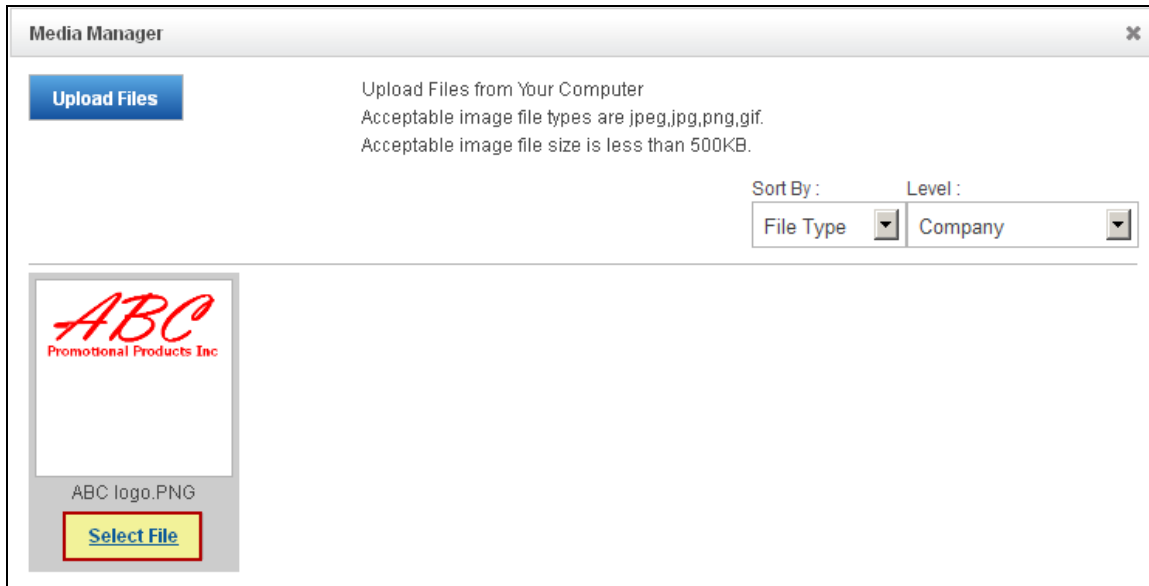 Media Manager
Upload Files
Upload Files from Your Computer
Acceptable image file types are jpeg,jpg,png,gif.
Acceptable image file size is less than 500KB.
Sort By : Level :
File Type Company
ABC
Promotional Products Inc
ABC logo.PNG
Select File